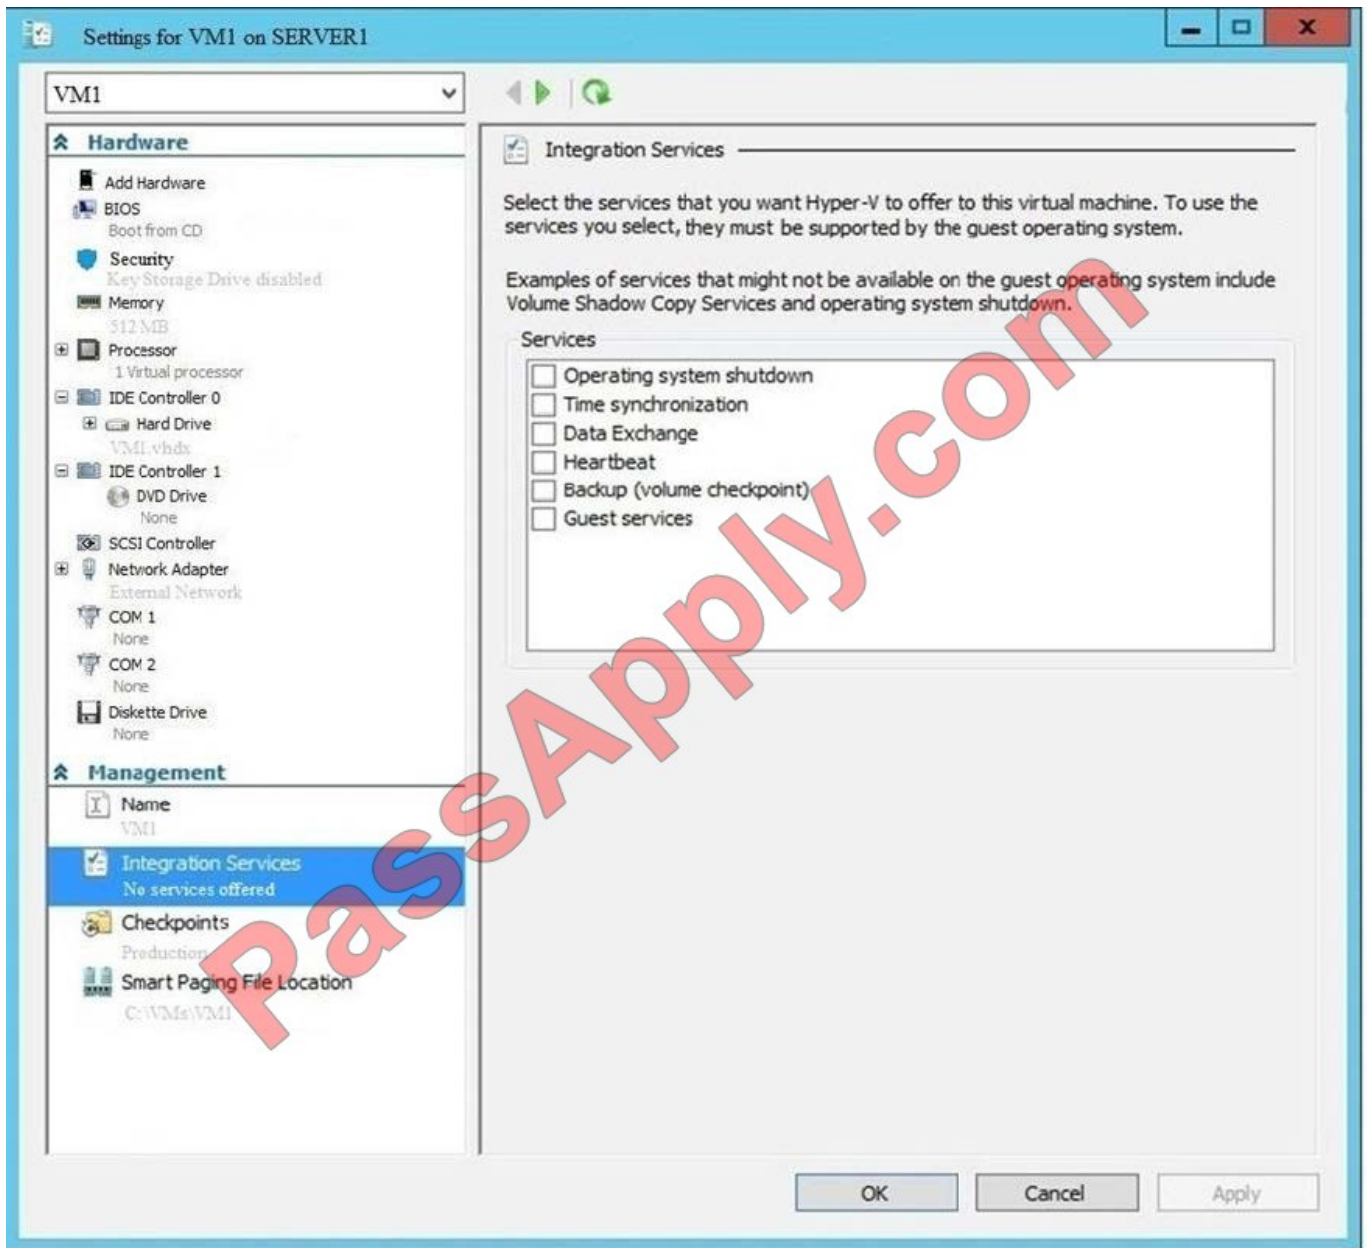 Settings for VM1 on SERVER1
VM1
Hardware
Add Hardware
BIOS
Boot from CD
Security
Key Storage Drive disabled
Memory
512 MB
Processor
1 Virtual processor
IDE Controller 0
Hard Drive
VM1.vhdx
IDE Controller 1
DVD Drive
None
SCSI Controller
Network Adapter
External Network
COM 1
None
COM 2
None
Diskette Drive
None
Management
Name
VM1
Integration Services
No services offered
Checkpoints
Production
Smart Paging File Location
C:\VMs\VM1
Integration Services
Select the services that you want Hyper-V to offer to this virtual machine. To use the
services you select, they must be supported by the guest operating system.
Examples of services that might not be available on the guest operating system include
Volume Shadow Copy Services and operating system shutdown.
Services
Operating system shutdown
Time synchronization
Data Exchange
Heartbeat
Backup (volume checkpoint)
Guest services
OK
Cancel
Apply
PassApply.com